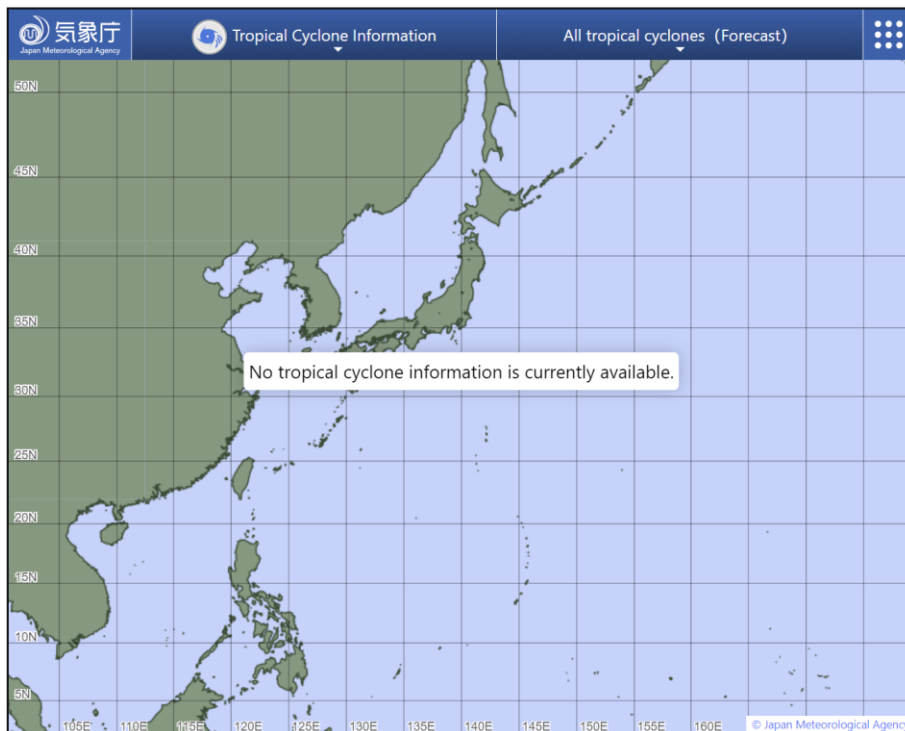 気象庁
Japan Meteorological Agency
Tropical Cyclone Information
All tropical cyclones（Forecast）
50N
45N
40N
35N
No tropical cyclone information is currently available.
30N
25N
20N
15N
10N
5N
105E 110E 115E 120E 125E 130E 135E 140E 145E 150E 155E 160E
© Japan Meteorological Agency